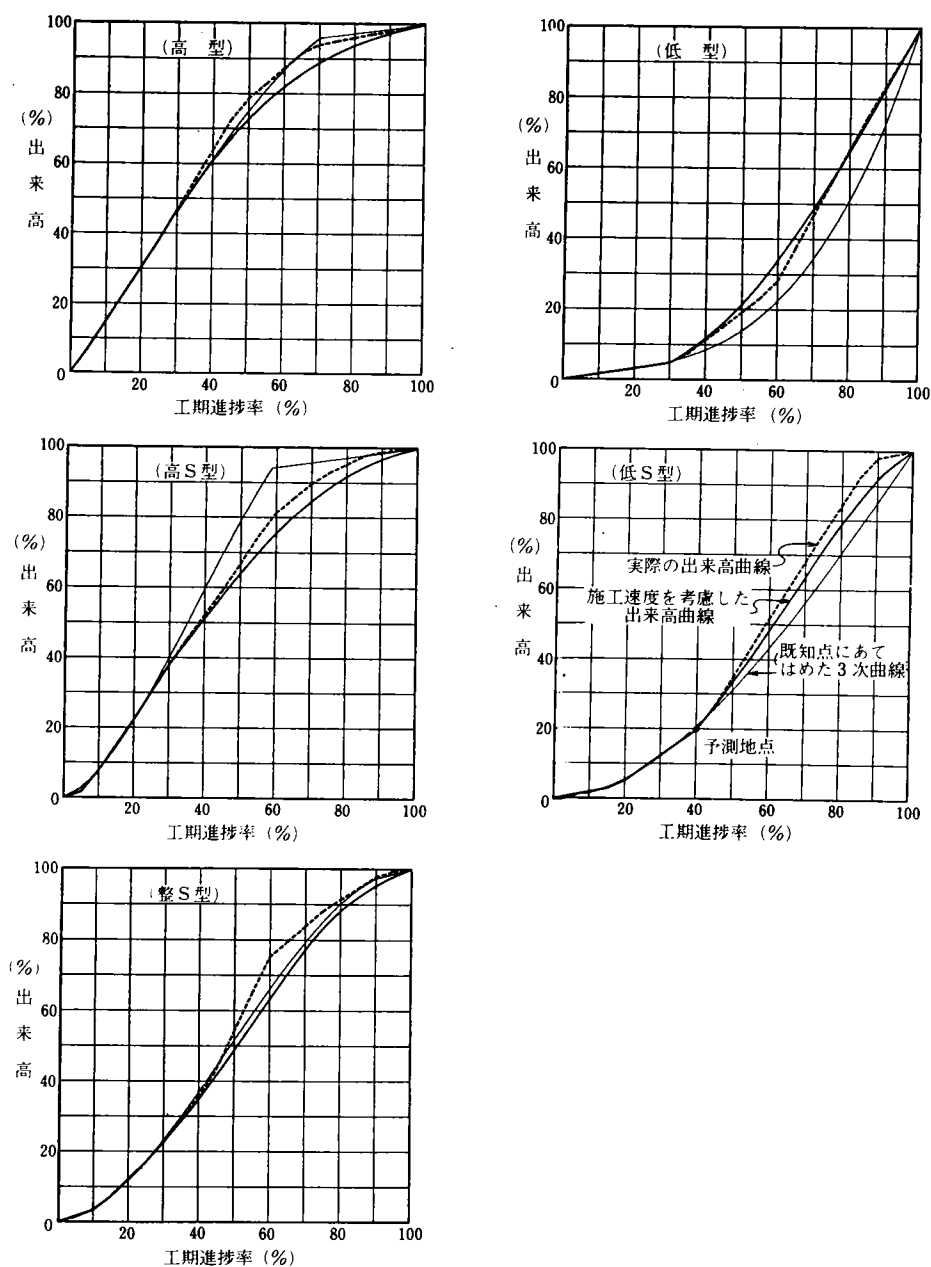 (高 型)
100
80
60
40
20
0
(%)
出
来
高
20 40 60 80 100
工期進捗率 (%)
(低 型)
100
80
60
40
20
0
(%)
出
来
高
20 40 60 80 100
工期進捗率 (%)
(高S型)
100
80
60
40
20
0
(%)
出
来
高
20 40 60 80 100
工期進捗率 (%)
(低S型)
100
80
60
40
20
0
(%)
出
来
高
実際の出来高曲線
施工速度を考慮した
出来高曲線
既知点にあて
はめた3次曲線
予測地点
20 40 60 80 100
工期進捗率 (%)
(整S型)
100
80
60
40
20
0
(%)
出
来
高
20 40 60 80 100
工期進捗率 (%)